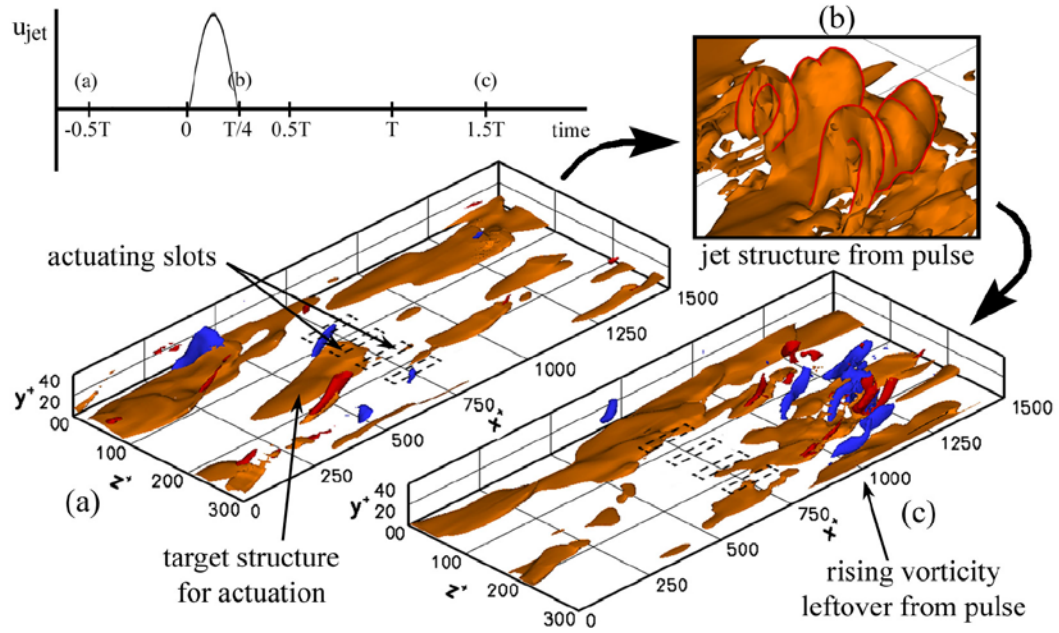 u_jet
(a)
(b)
(c)
-0.5T
0
T/4
0.5T
T
1.5T
time
(b)
jet structure from pulse
actuating slots
y⁺
40
20
00
100
200
300
z⁺
0
250
500
750
1000
1250
1500
x⁺
(a)
target structure
for actuation
y⁺
40
20
00
100
200
300
z⁺
0
250
500
750
1000
1250
1500
x⁺
(c)
rising vorticity
leftover from pulse